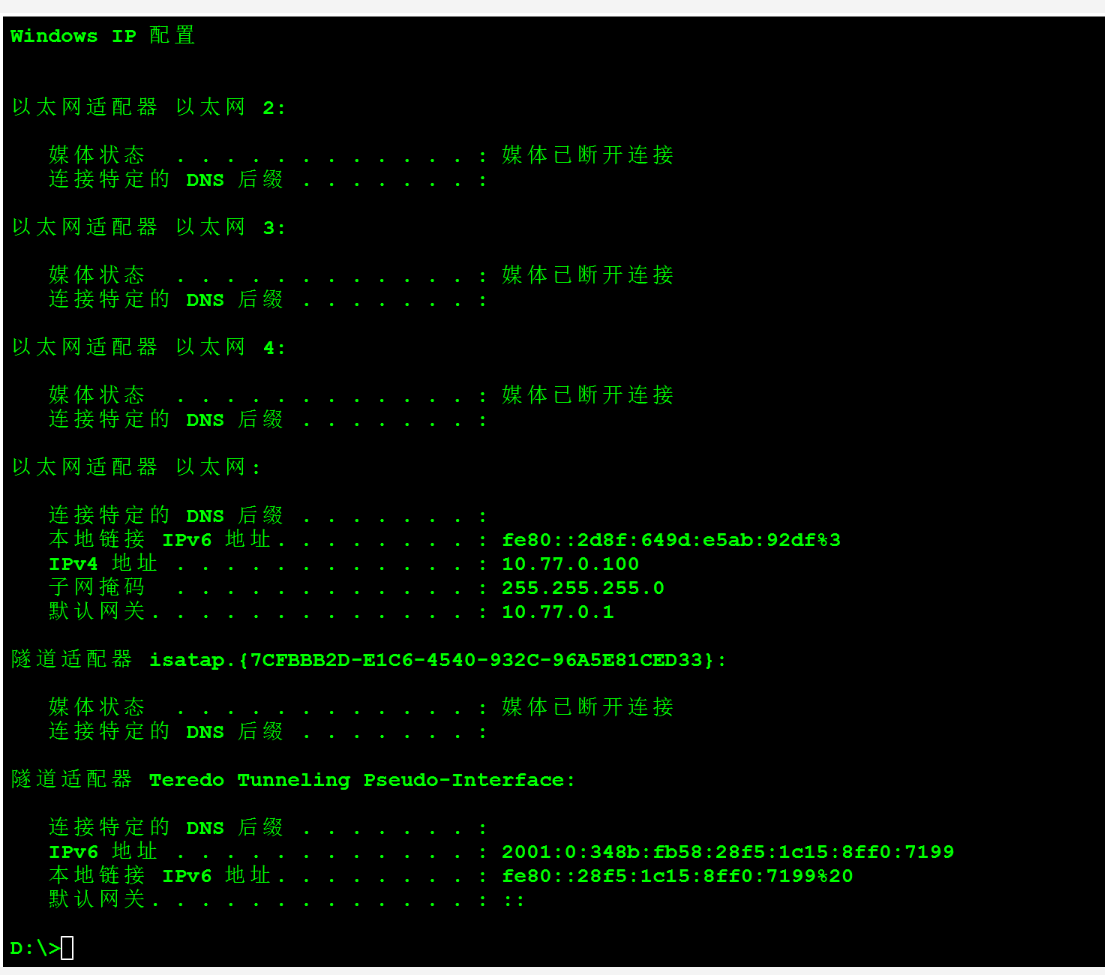 Windows IP 配置
以太网适配器 以太网 2:
媒体状态  . . . . . . . . . . . . : 媒体已断开连接
连接特定的 DNS 后缀 . . . . . . . :
以太网适配器 以太网 3:
媒体状态  . . . . . . . . . . . . : 媒体已断开连接
连接特定的 DNS 后缀 . . . . . . . :
以太网适配器 以太网 4:
媒体状态  . . . . . . . . . . . . : 媒体已断开连接
连接特定的 DNS 后缀 . . . . . . . :
以太网适配器 以太网:
连接特定的 DNS 后缀 . . . . . . . :
本地链接 IPv6 地址. . . . . . . . : fe80::2d8f:649d:e5ab:92df%3
IPv4 地址 . . . . . . . . . . . . : 10.77.0.100
子网掩码  . . . . . . . . . . . . : 255.255.255.0
默认网关. . . . . . . . . . . . . : 10.77.0.1
隧道适配器 isatap.{7CFBBB2D-E1C6-4540-932C-96A5E81CED33}:
媒体状态  . . . . . . . . . . . . : 媒体已断开连接
连接特定的 DNS 后缀 . . . . . . . :
隧道适配器 Teredo Tunneling Pseudo-Interface:
连接特定的 DNS 后缀 . . . . . . . :
IPv6 地址 . . . . . . . . . . . . : 2001:0:348b:fb58:28f5:1c15:8ff0:7199
本地链接 IPv6 地址. . . . . . . . : fe80::28f5:1c15:8ff0:7199%20
默认网关. . . . . . . . . . . . . : ::
D:\>